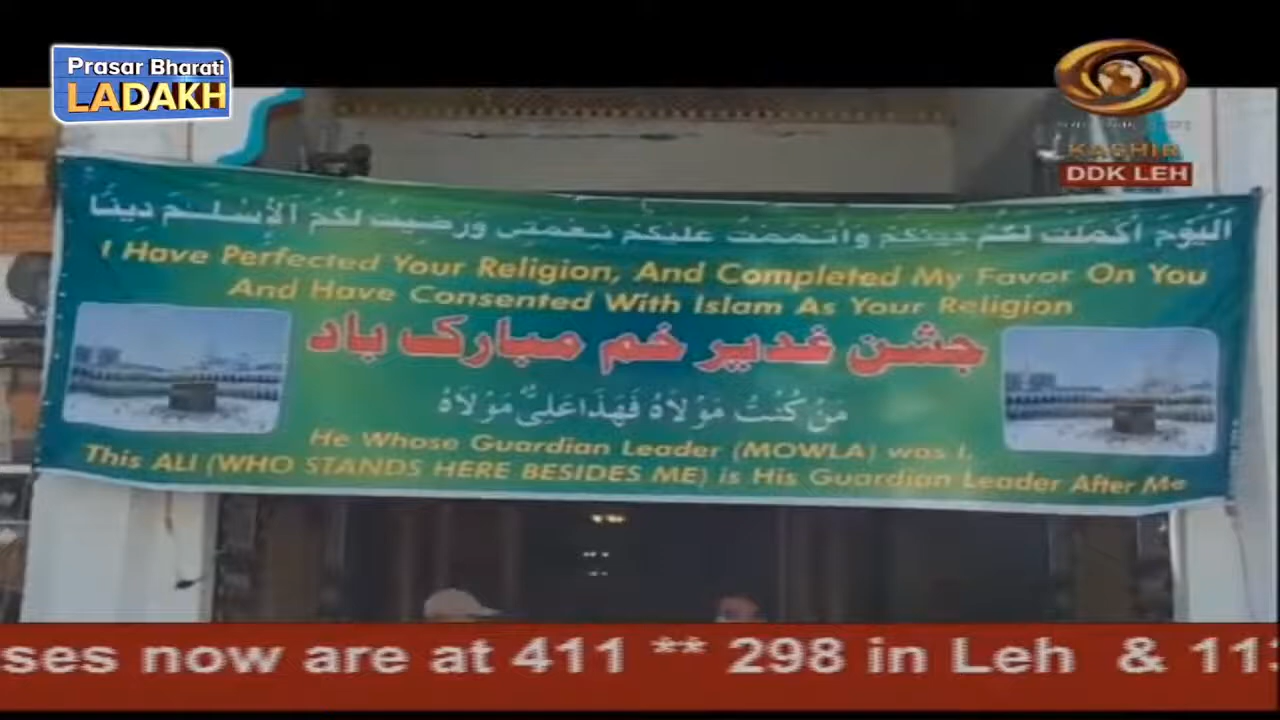 Prasar Bharati
LADAKH
KASHIR
DDK LEH
اَلْيَوْمَ اَكْمَلْتُ لَكُمْ دِينَكُمْ وَاَتْمَمْتُ عَلَيْكُمْ نِعْمَتِي وَرَضِيتُ لَكُمُ الْاِسْلٰمَ دِينًا
I Have Perfected Your Religion, And Completed My Favor On You
And Have Consented With Islam As Your Religion
جشن غدیر خم مبارک باد
مَنْ كُنْتُ مَوْلَاهُ فَهٰذَا عَلِيٌّ مَوْلَاهُ
He Whose Guardian Leader (MOWLA) was I,
This ALI (WHO STANDS HERE BESIDES ME) is His Guardian Leader After Me
ses now are at 411 ** 298 in Leh & 113